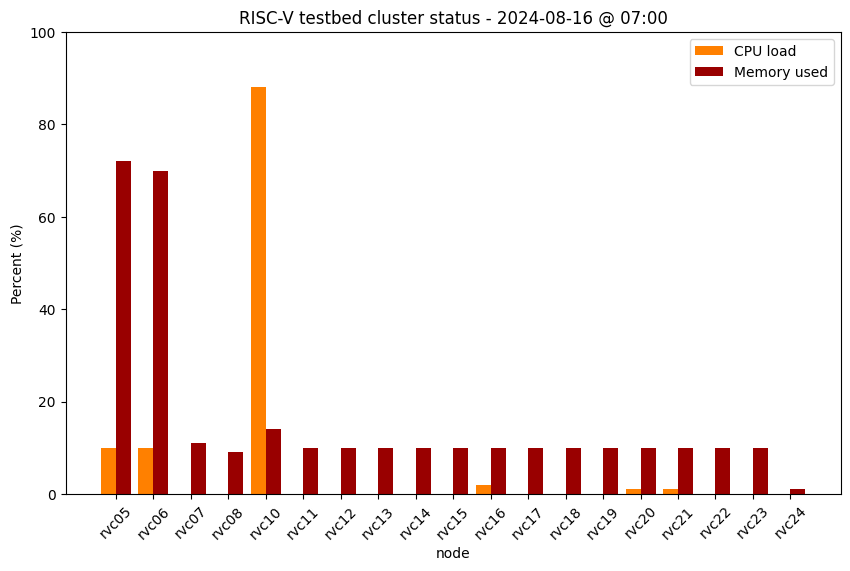 RISC-V testbed cluster status - 2024-08-16 @ 07:00
CPU load
Memory used
Percent (%)
100
80
60
40
20
0
rvc05 rvc06 rvc07 rvc08 rvc10 rvc11 rvc12 rvc13 rvc14 rvc15 rvc16 rvc17 rvc18 rvc19 rvc20 rvc21 rvc22 rvc23 rvc24
node